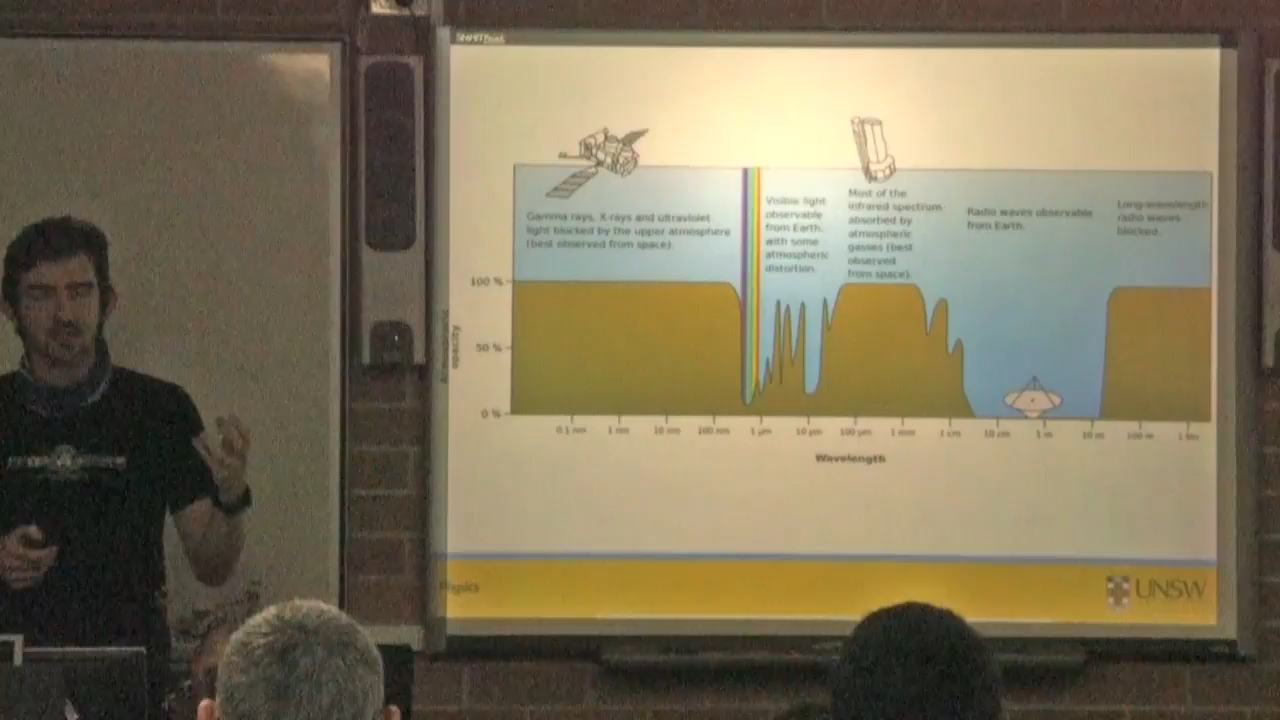 Gamma rays, X-rays and ultraviolet
light blocked by the upper atmosphere
(best observed from space).
Visible light
observable
from Earth,
with some
atmospheric
distortion.
Most of the
infrared spectrum
absorbed by
atmospheric
gasses (best
observed
from space).
Radio waves observable
from Earth.
Long-wavelength
radio waves
blocked.
100 %
50 %
0 %
opacity
0.1 nm
1 nm
10 nm
100 nm
1 μm
10 μm
100 μm
1 mm
1 cm
10 cm
1 m
10 m
100 m
1 km
Wavelength
Physics
UNSW